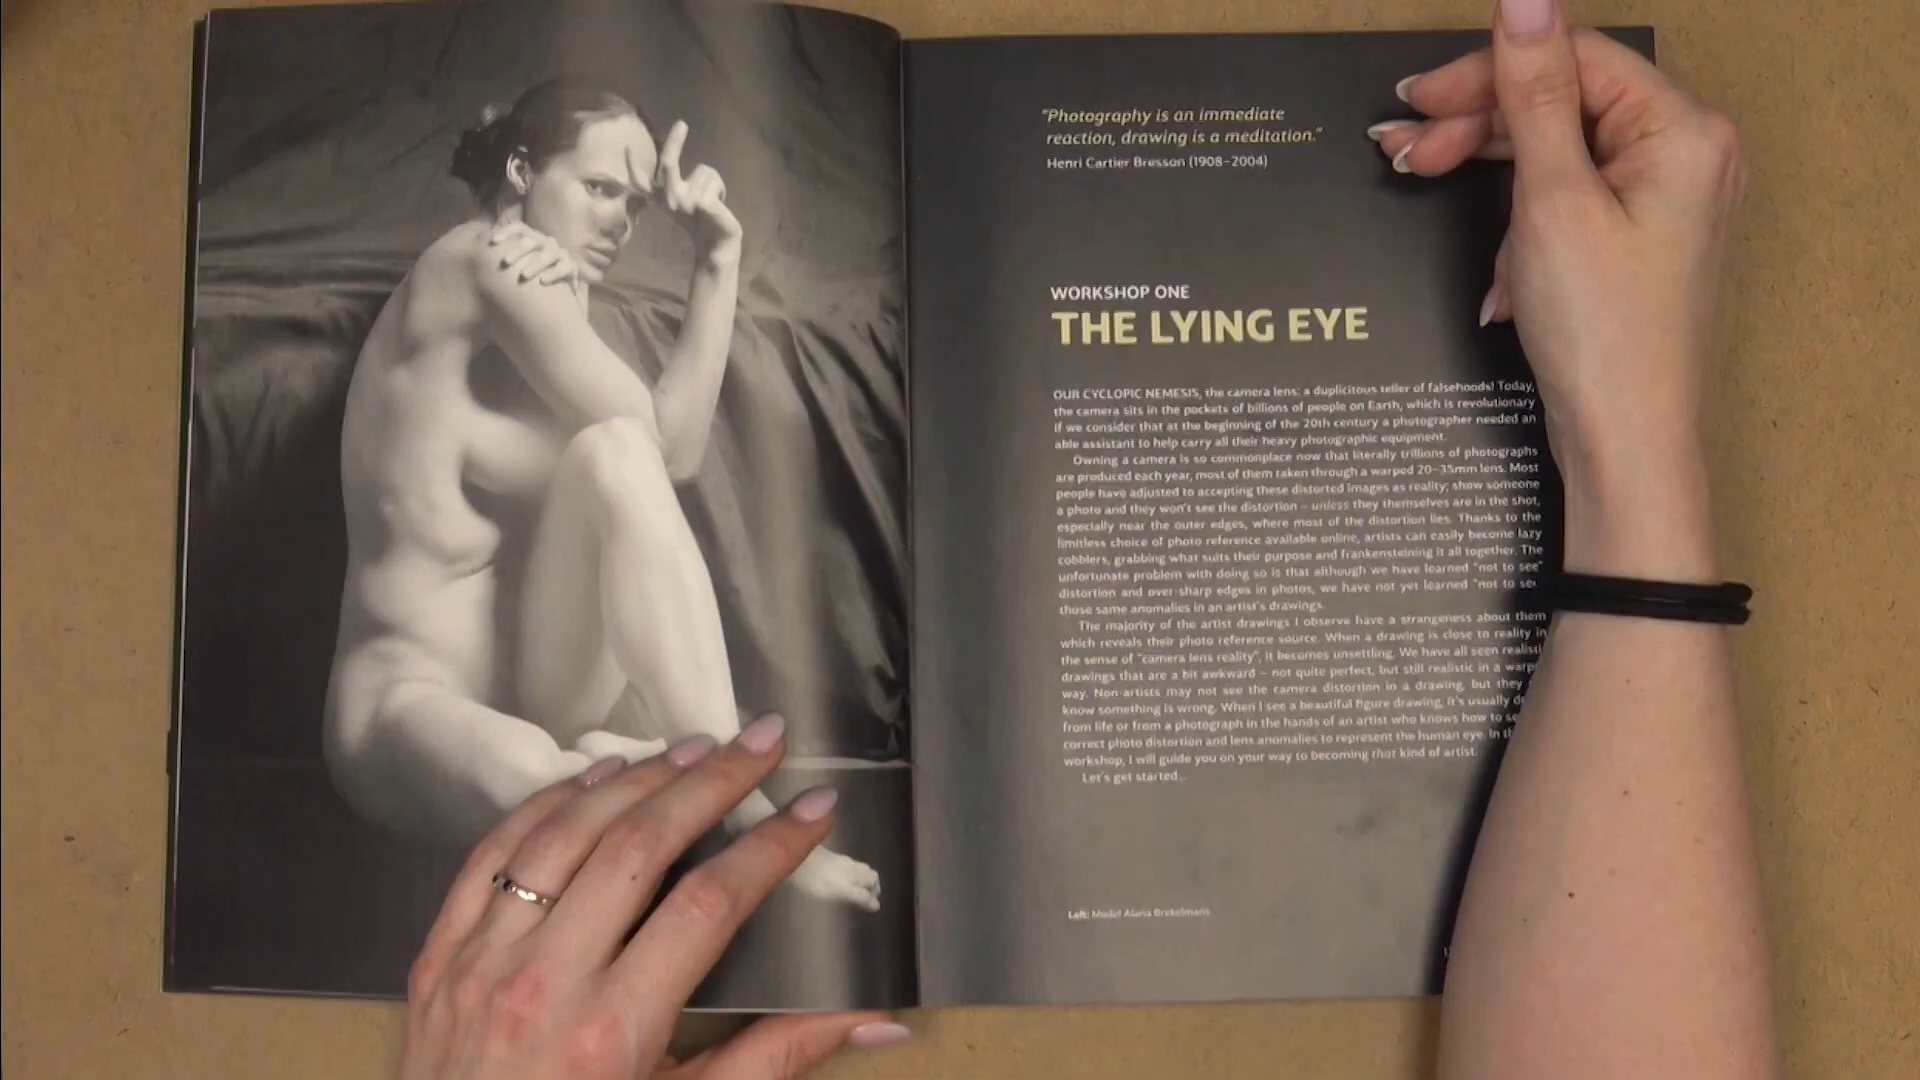 "Photography is an immediate
reaction, drawing is a meditation."
Henri Cartier Bresson (1908–2004)
WORKSHOP ONE
THE LYING EYE
OUR CYCLOPIC NEMESIS, the camera lens: a duplicitous teller of falsehoods! Today,
the camera sits in the pockets of billions of people on Earth, which is revolutionary
if we consider that at the beginning of the 20th century a photographer needed an
able assistant to help carry all their heavy photographic equipment.
Owning a camera is so commonplace now that literally trillions of photographs
are produced each year, most of them taken through a warped 20–35mm lens. Most
people have adjusted to accepting these distorted images as reality; show someone
a photo and they won't see the distortion – unless they themselves are in the shot,
especially near the outer edges, where most of the distortion lies. Thanks to the
limitless choice of photo reference available online, artists can easily become lazy
cobblers, grabbing what suits their purpose and frankensteining it all together. The
unfortunate problem with doing so is that although we have learned "not to see"
distortion and over-sharp edges in photos, we have not yet learned "not to see
those same anomalies in an artist's drawings.
The majority of the artist drawings I observe have a strangeness about them
which reveals their photo reference source. When a drawing is close to reality in
the sense of "camera lens reality", it becomes unsettling. We have all seen realisti
drawings that are a bit awkward – not quite perfect, but still realistic in a warp
way. Non-artists may not see the camera distortion in a drawing, but they
know something is wrong. When I see a beautiful figure drawing, it's usually
from life or from a photograph in the hands of an artist who knows how to
correct photo distortion and lens anomalies to represent the human eye. In
workshop, I will guide you on your way to becoming that kind of artist.
Let's get started...
Left: Model Alana Brekelmans